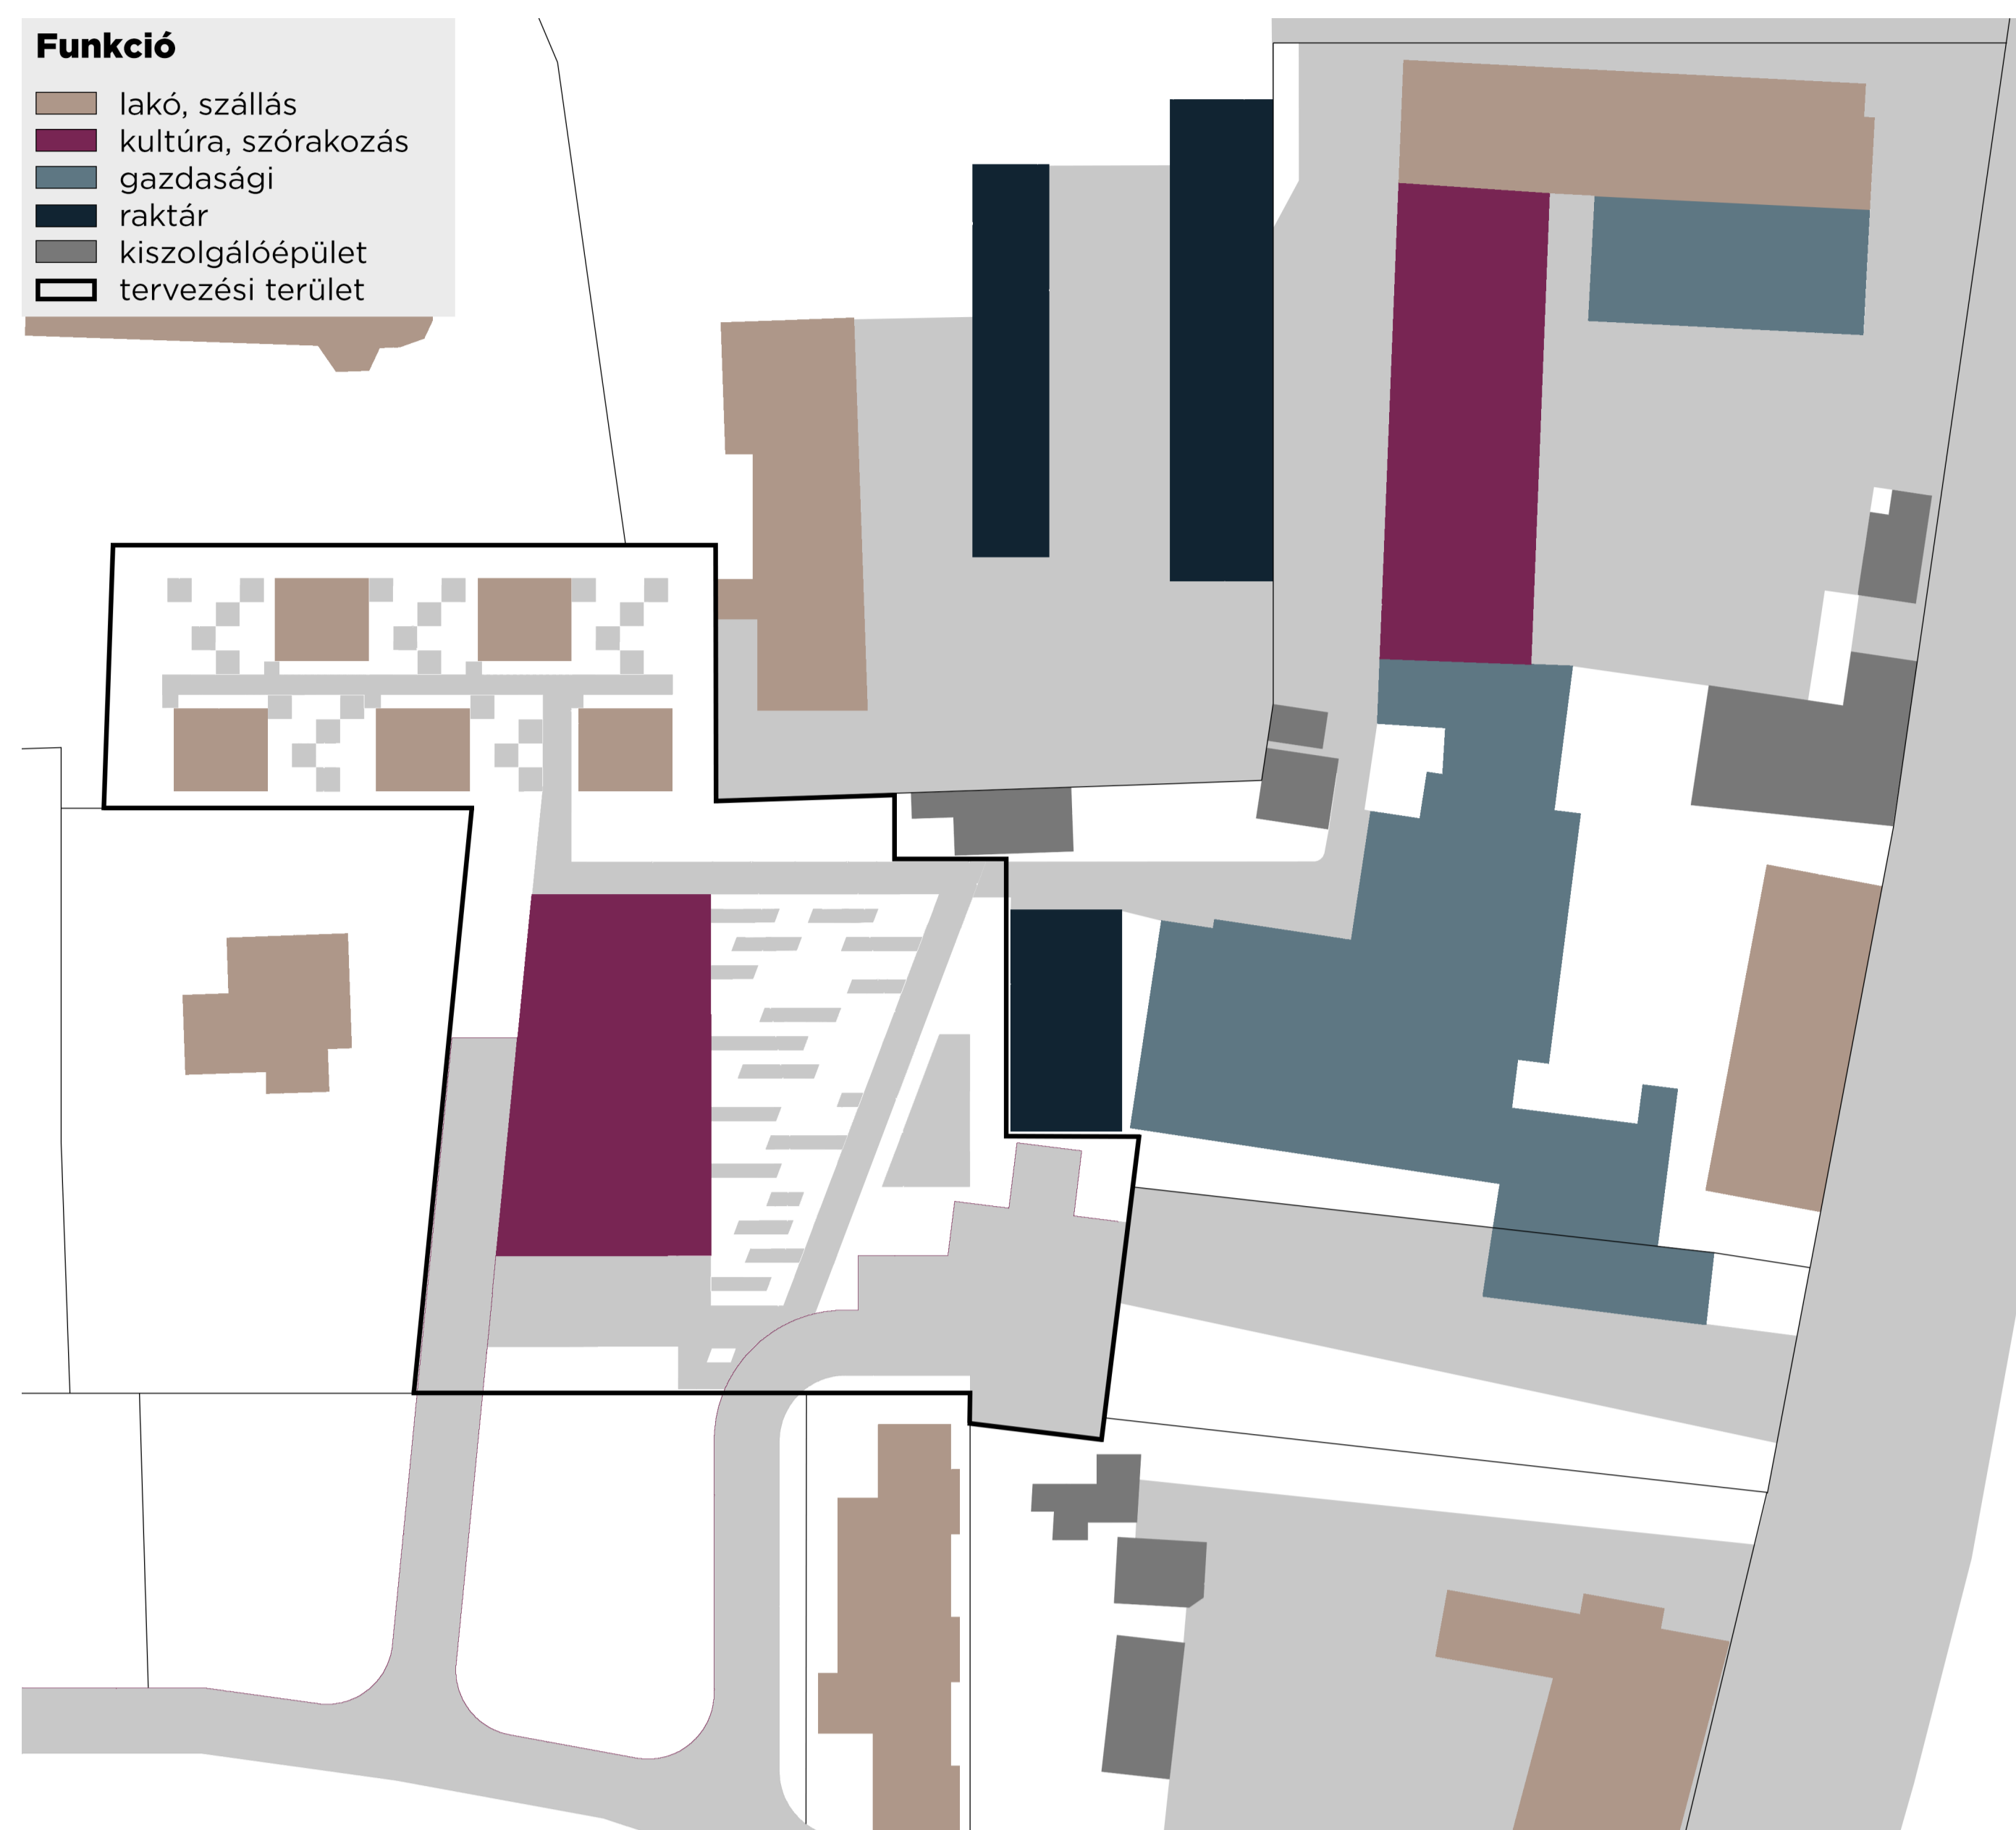 Funkció
lakó, szállás
kultúra, szórakozás
gazdasági
raktár
kiszolgálóépület
tervezési terület